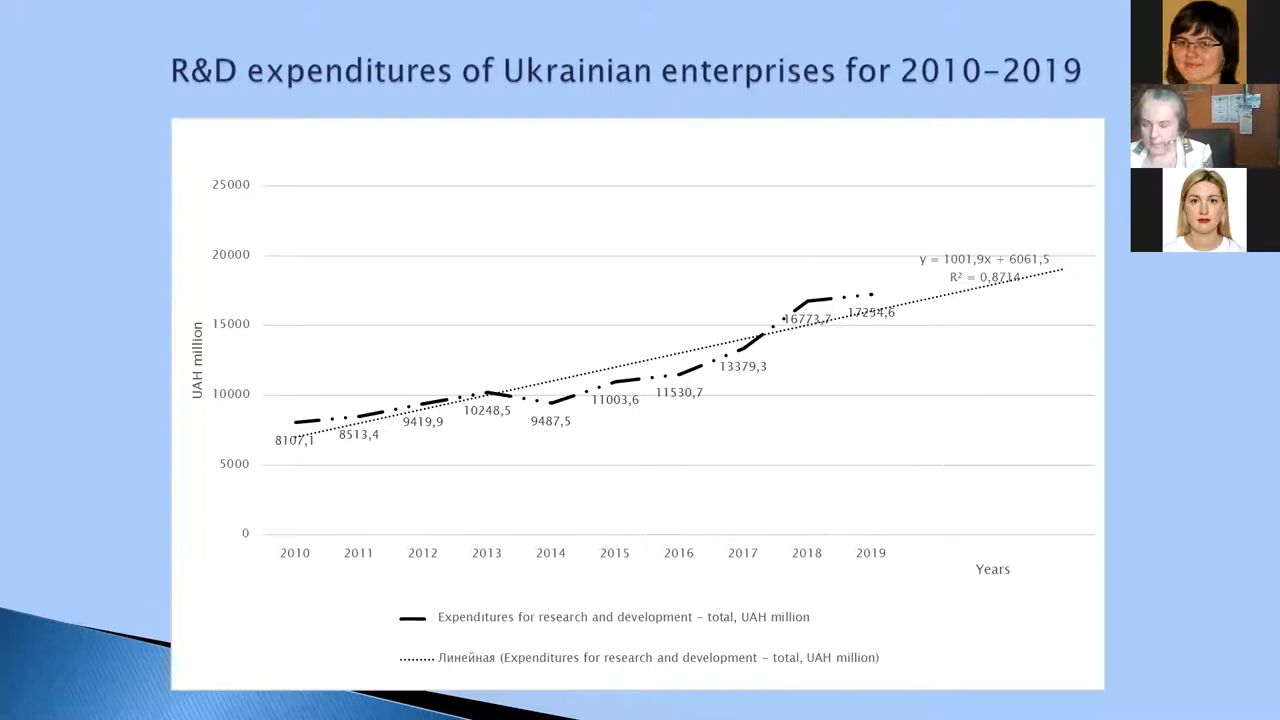 R&D expenditures of Ukrainian enterprises for 2010-2019
25000
20000
15000
10000
5000
0
UAH million
y = 1001,9x + 6061,5
R² = 0,8714
8107,1
8513,4
9419,9
10248,5
9487,5
11003,6
11530,7
13379,3
16773,7
17254,6
2010 2011 2012 2013 2014 2015 2016 2017 2018 2019
Years
Expenditures for research and development - total, UAH million
Линейная (Expenditures for research and development - total, UAH million)